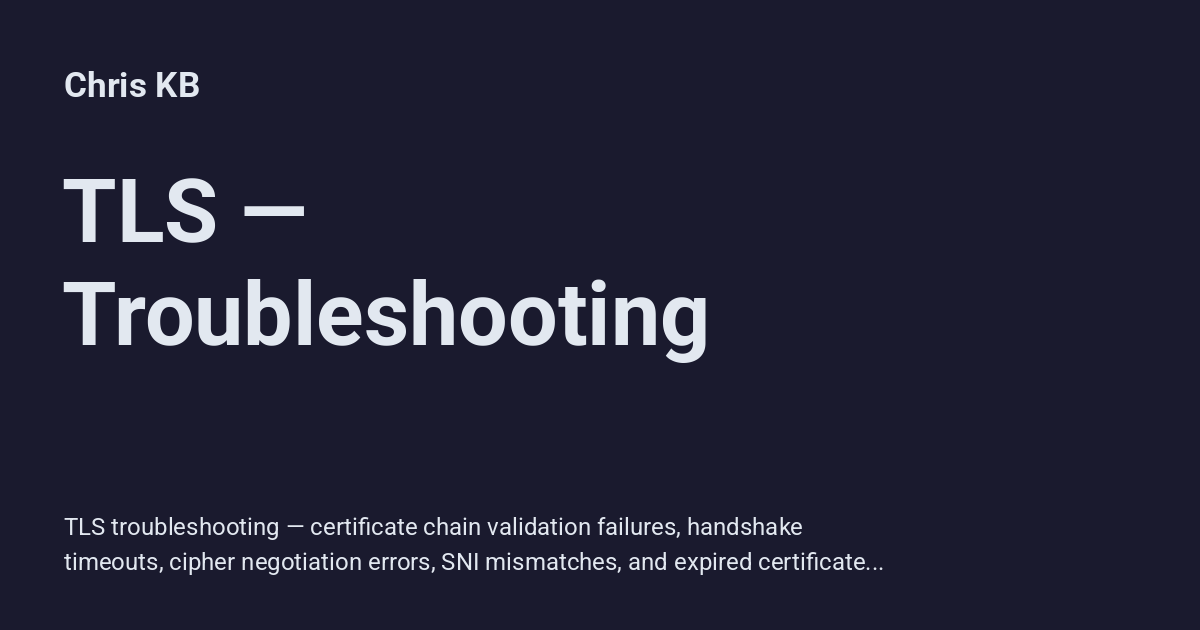 Chris KB
TLS —
Troubleshooting
TLS troubleshooting — certificate chain validation failures, handshake
timeouts, cipher negotiation errors, SNI mismatches, and expired certificate...